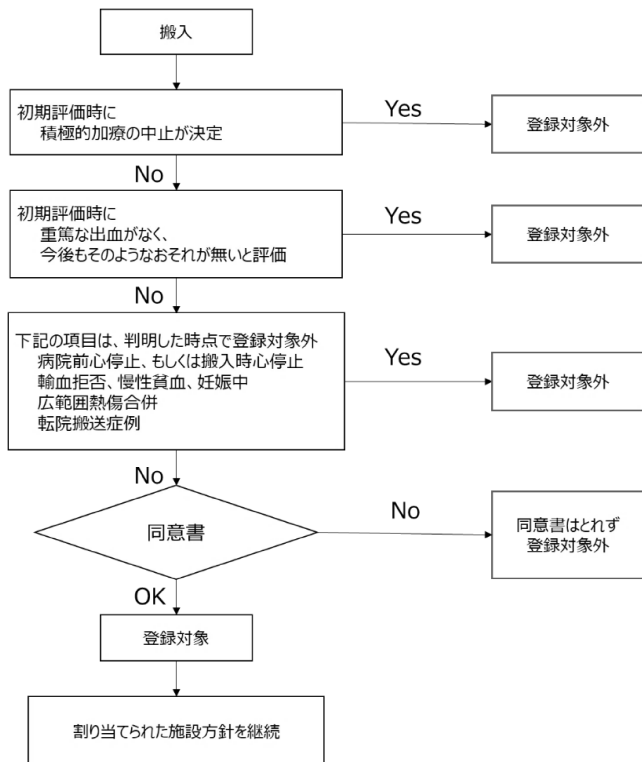 搬入
初期評価時に
積極的加療の中止が決定
Yes
登録対象外
No
初期評価時に
重篤な出血がなく、
今後もそのようなおそれが無いと評価
Yes
登録対象外
No
下記の項目は、判明した時点で登録対象外
病院前心停止、もしくは搬入時心停止
輸血拒否、慢性貧血、妊娠中
広範囲熱傷合併
転院搬送症例
Yes
登録対象外
No
同意書
No
同意書はとれず
登録対象外
OK
登録対象
割り当てられた施設方針を継続